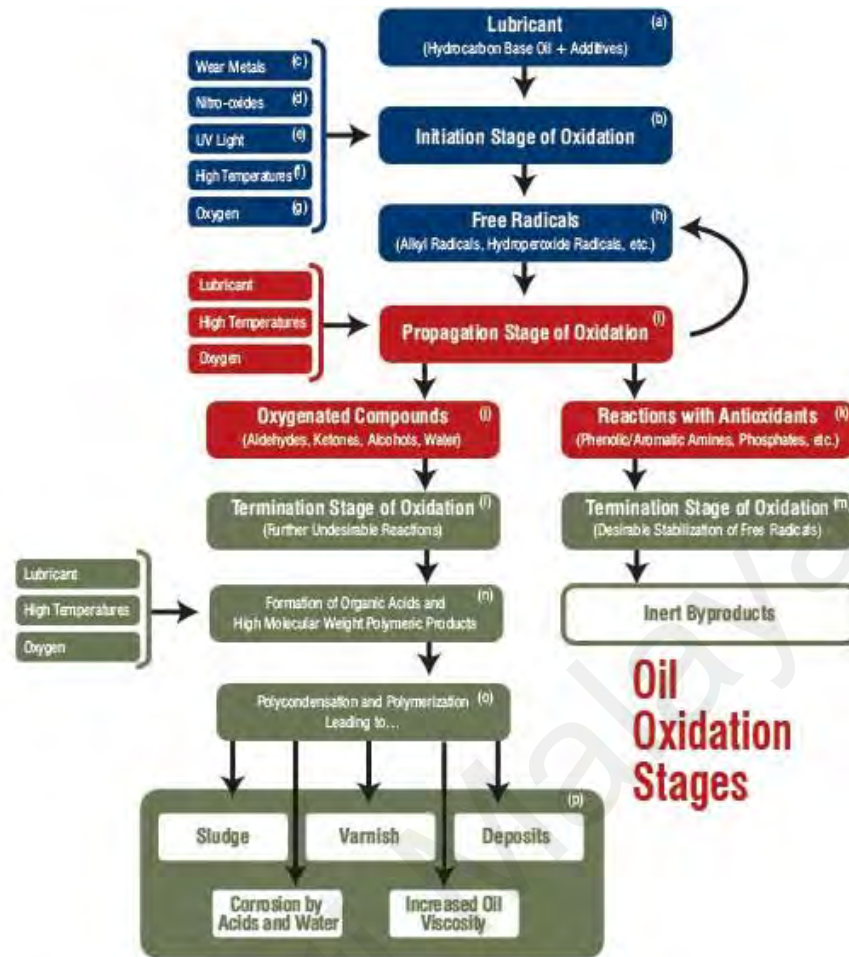 Lubricant (a)
(Hydrocarbon Base Oil + Additives)
Wear Metals (c)
Nitro-oxides (d)
UV Light (e)
High Temperatures (f)
Oxygen (g)
Initiation Stage of Oxidation (b)
Free Radicals (h)
(Alkyl Radicals, Hydroperoxide Radicals, etc.)
Lubricant
High Temperatures
Oxygen
Propagation Stage of Oxidation (i)
Oxygenated Compounds (j)
(Aldehydes, Ketones, Alcohols, Water)
Reactions with Antioxidants (k)
(Phenolic/Aromatic Amines, Phosphates, etc.)
Termination Stage of Oxidation (l)
(Further Undesirable Reactions)
Termination Stage of Oxidation (m)
(Desirable Stabilization of Free Radicals)
Lubricant
High Temperatures
Oxygen
Formation of Organic Acids and (n)
High Molecular Weight Polymeric Products
Inert Byproducts
Polycondensation and Polymerization (o)
Leading to...
Oil
Oxidation
Stages
(p)
Sludge
Varnish
Deposits
Corrosion by
Acids and Water
Increased Oil
Viscosity
Malaya